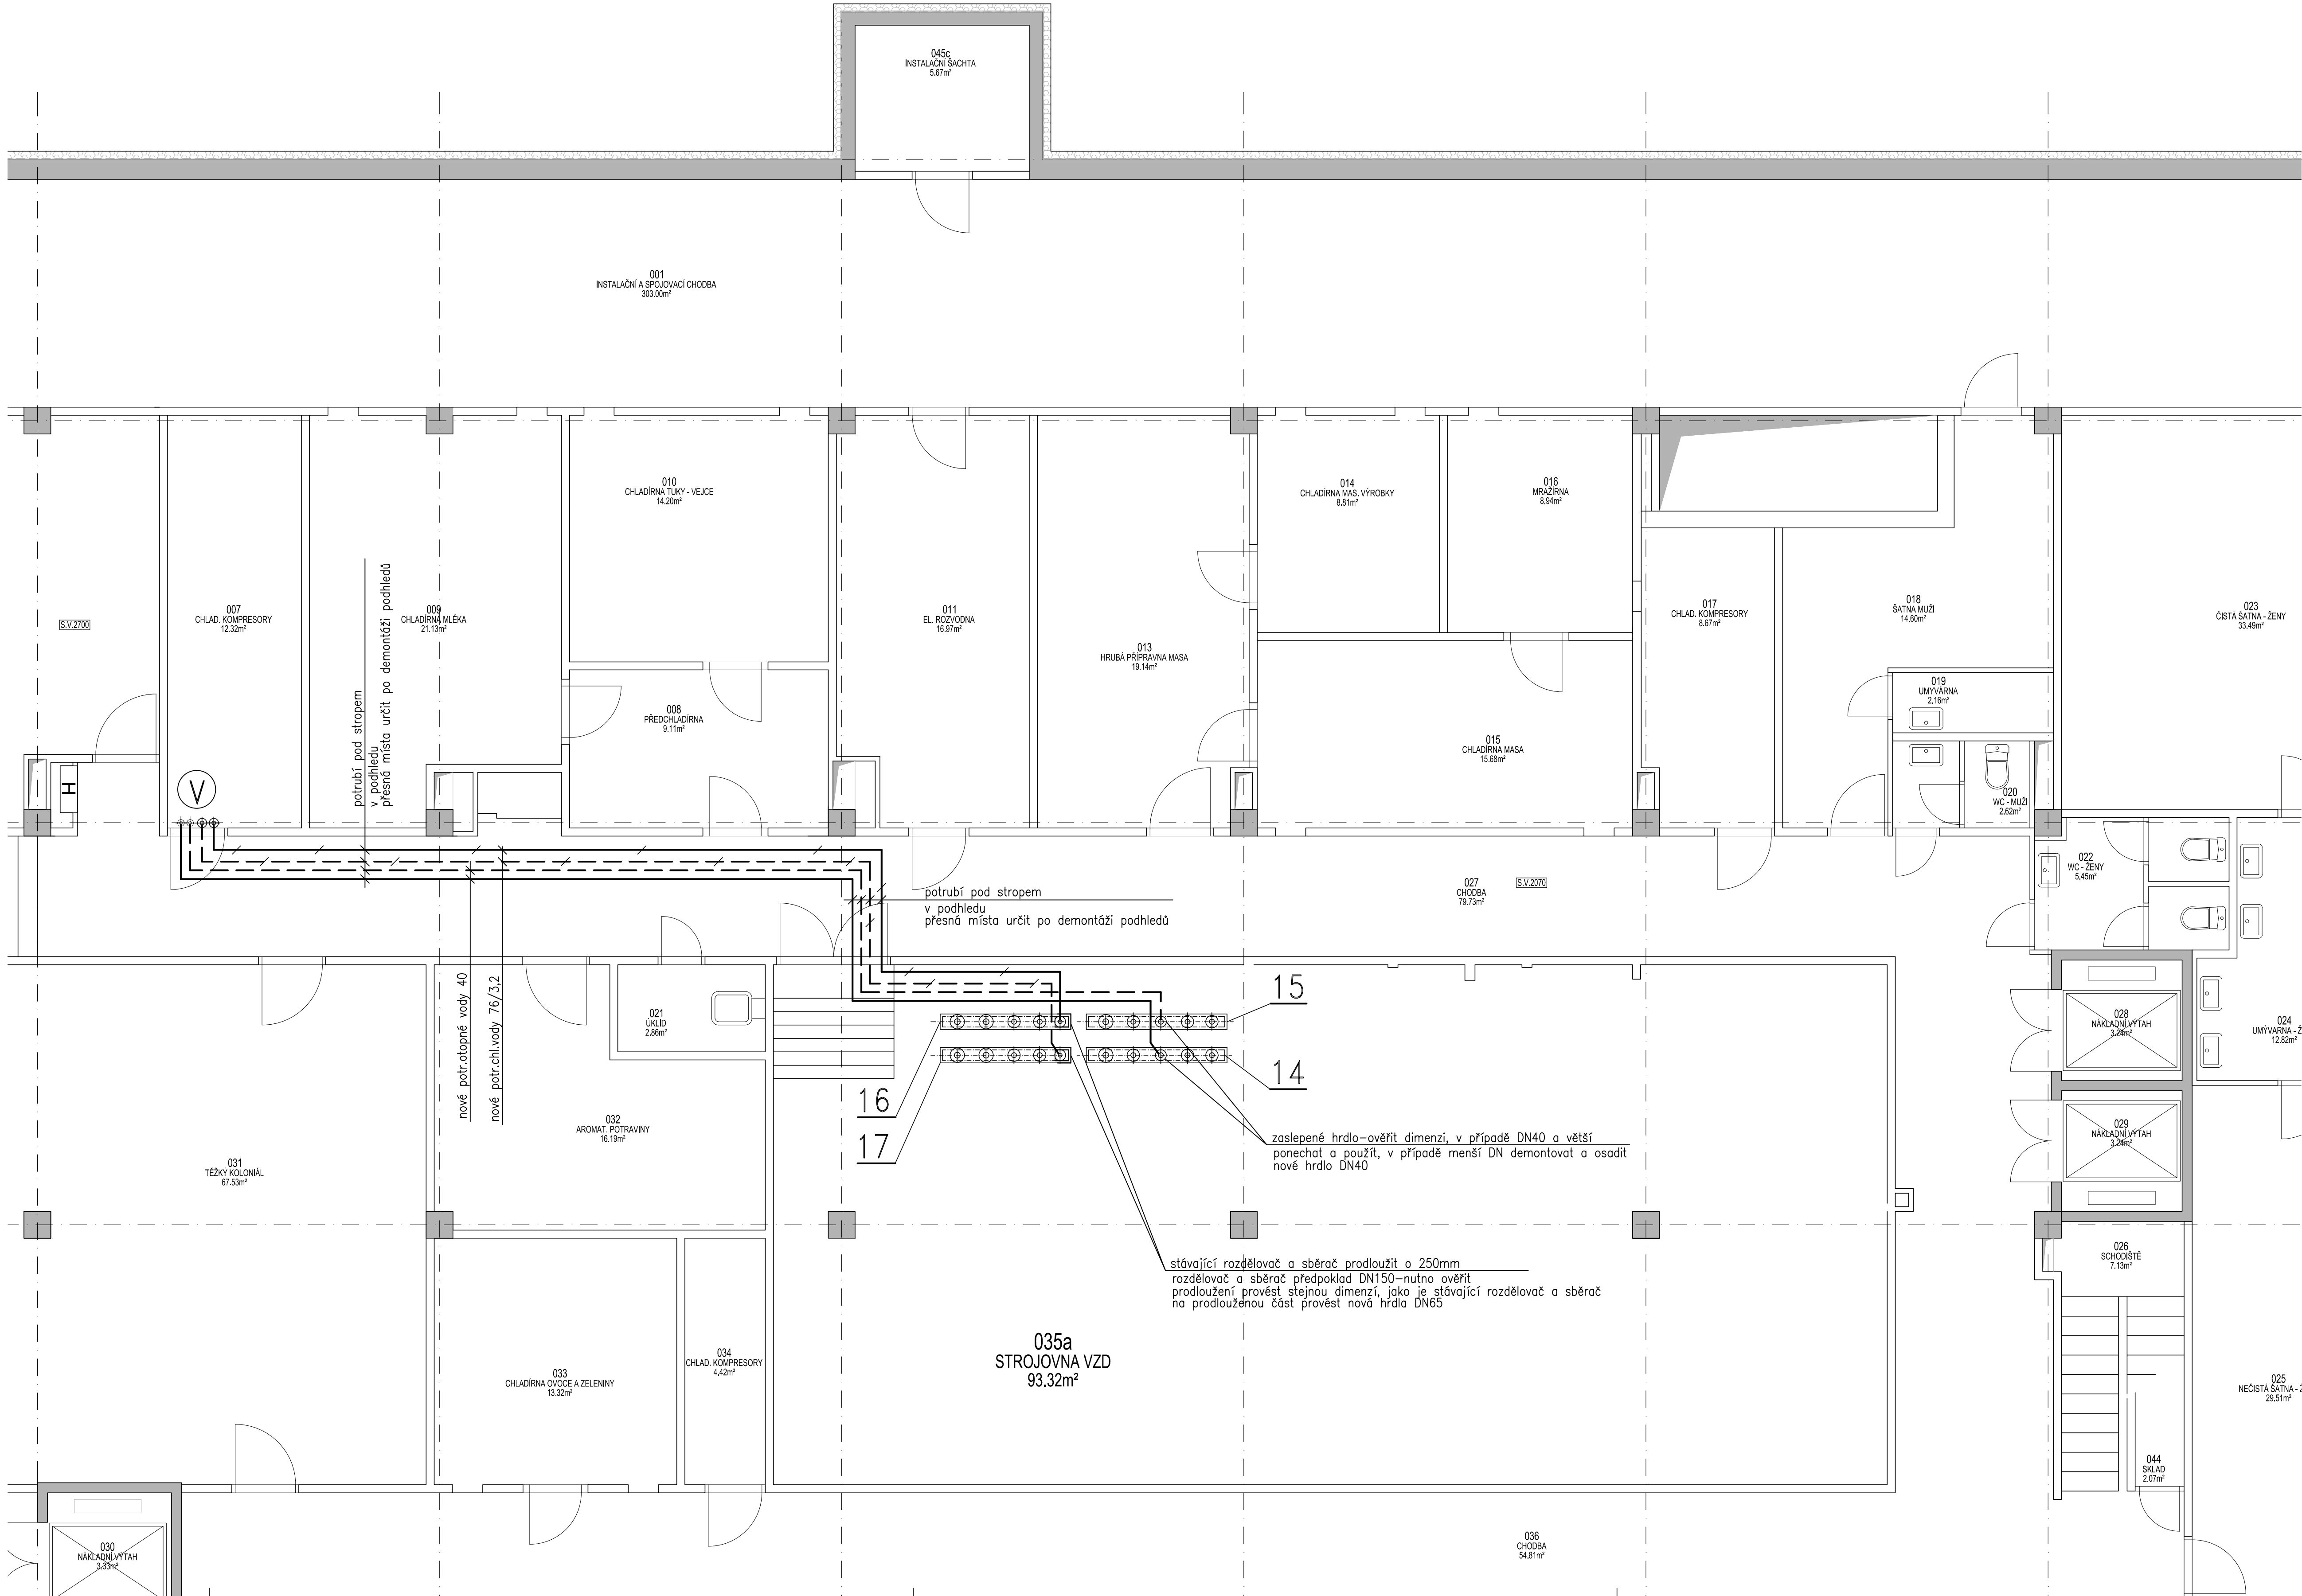 045c
INSTALAČNÍ ŠACHTA
5.67m²
001
INSTALAČNÍ A SPOJOVACÍ CHODBA
303.00m²
010
CHLADÍRNA TUKY - VEJCE
14.20m²
014
CHLADÍRNA MAS. VÝROBKY
8.81m²
016
MRAŽÍRNA
8,94m²
S.V.2700
007
CHLAD. KOMPRESORY
12.32m²
009
CHLADÍRNA MLÉKA
21.13m²
011
EL. ROZVODNA
16.97m²
013
HRUBÁ PŘÍPRAVNA MASA
19.14m²
017
CHLAD. KOMPRESORY
8.67m²
018
ŠATNA MUŽI
14.60m²
023
ČISTÁ ŠATNA - ŽENY
33,49m²
potrubí pod stropem
v podhledu
přesná místa určit po demontáži podhledů
008
PŘEDCHLADÍRNA
9.11m²
015
CHLADÍRNA MASA
15.68m²
019
UMYVÁRNA
2.16m²
020
WC - MUŽI
2.62m²
H
V
022
WC - ŽENY
5,45m²
027
CHODBA
79.73m²
S.V.2070
potrubí pod stropem
v podhledu
přesná místa určit po demontáži podhledů
nové potr.otopné vody 40
nové potr.chl.vody 76/3,2
021
ÚKLID
2.86m²
15
14
16
17
028
NÁKLADNÍ VÝTAH
3.24m²
024
UMÝVARNA - Ž
12.82m²
032
AROMAT. POTRAVINY
16.19m²
029
NÁKLADNÍ VÝTAH
3.24m²
031
TĚŽKÝ KOLONIÁL
67.53m²
zaslepené hrdlo-ověřit dimenzi, v případě DN40 a větší
ponechat a použít, v případě menší DN demontovat a osadit
nové hrdlo DN40
026
SCHODIŠTĚ
7.13m²
stávající rozdělovač a sběrač prodloužit o 250mm
rozdělovač a sběrač předpoklad DN150-nutno ověřit
prodloužení provést stejnou dimenzí, jako je stávající rozdělovač a sběrač
na prodlouženou část provést nová hrdla DN65
035a
STROJOVNA VZD
93.32m²
034
CHLAD. KOMPRESORY
4,42m²
033
CHLADÍRNA OVOCE A ZELENINY
13.32m²
025
NEČISTÁ ŠATNA - Ž
29.51m²
044
SKLAD
2.07m²
030
NÁKLADNÍ VÝTAH
3.33m²
036
CHODBA
54.81m²